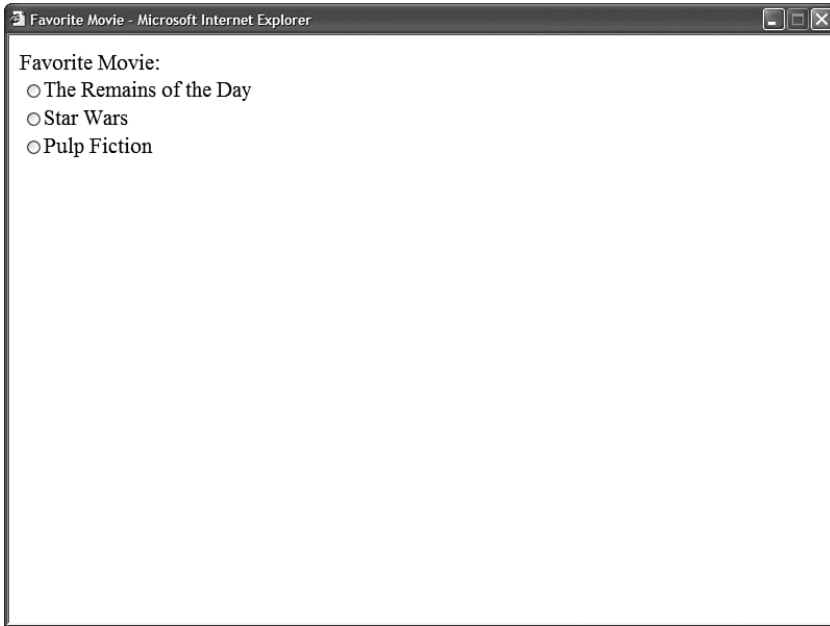 Favorite Movie - Microsoft Internet Explorer
Favorite Movie:
The Remains of the Day
Star Wars
Pulp Fiction